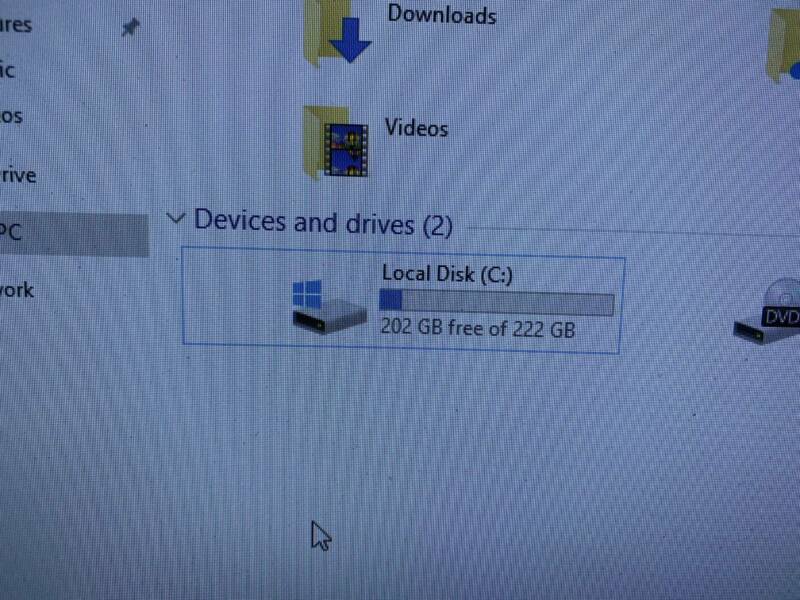 Downloads
Videos
Devices and drives (2)
Local Disk (C:)
202 GB free of 222 GB
DVD
ures
ic
os
rive
PC
ork